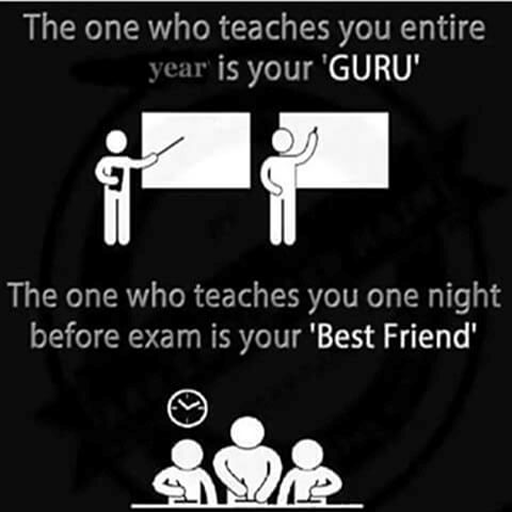 The one who teaches you entire
year is your 'GURU'
The one who teaches you one night
before exam is your 'Best Friend'